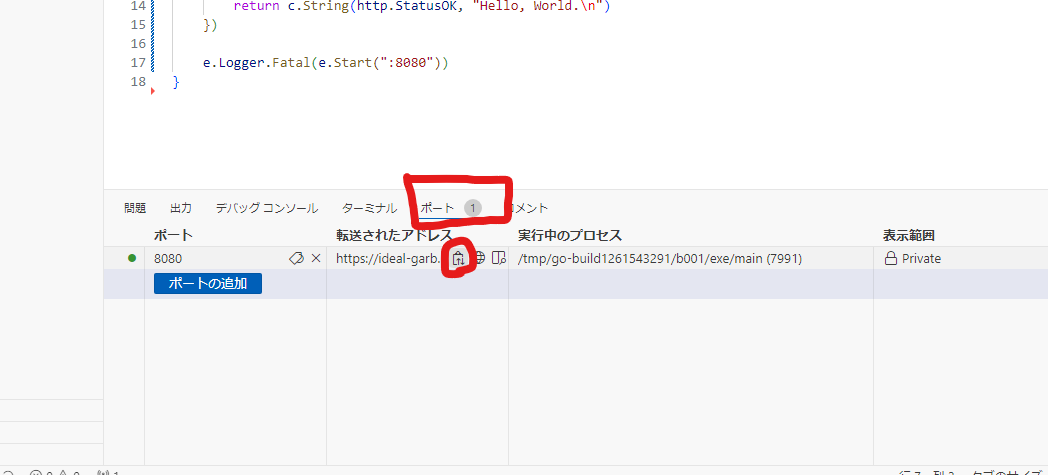 14 return c.String(http.StatusOK, "Hello, World.\n")
15 })
16
17 e.Logger.Fatal(e.Start(":8080"))
18 }
問題 出力 デバッグ コンソール ターミナル ポート 1 コメント
ポート 転送されたアドレス 実行中のプロセス 表示範囲
8080 https://ideal-garb... /tmp/go-build1261543291/b001/exe/main (7991) Private
ポートの追加